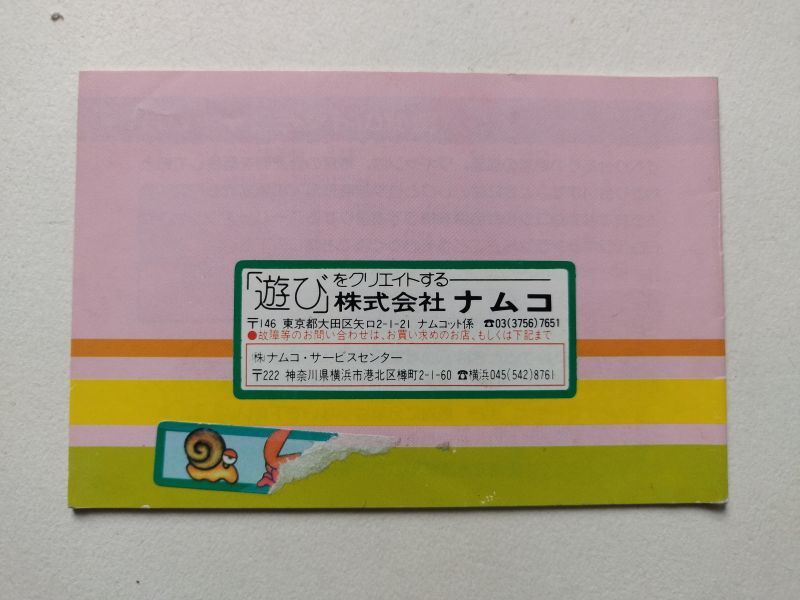 「遊び」をクリエイトする
株式会社 ナムコ
〒146 東京都大田区矢口2-1-21 ナムコット係 ☎03(3756)7651
●故障等のお問い合わせは、お買い求めのお店、もしくは下記まで
㈱ナムコ・サービスセンター
〒222 神奈川県横浜市港北区樽町2-1-60 ☎横浜045(542)8761